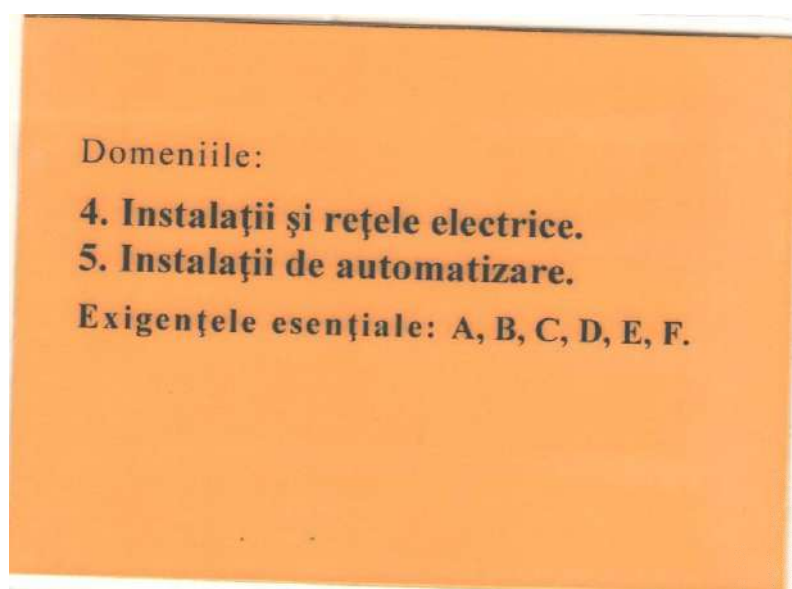 Domeniile:
4. Instalaţii şi reţele electrice.
5. Instalaţii de automatizare.
Exigenţele esenţiale: A, B, C, D, E, F.